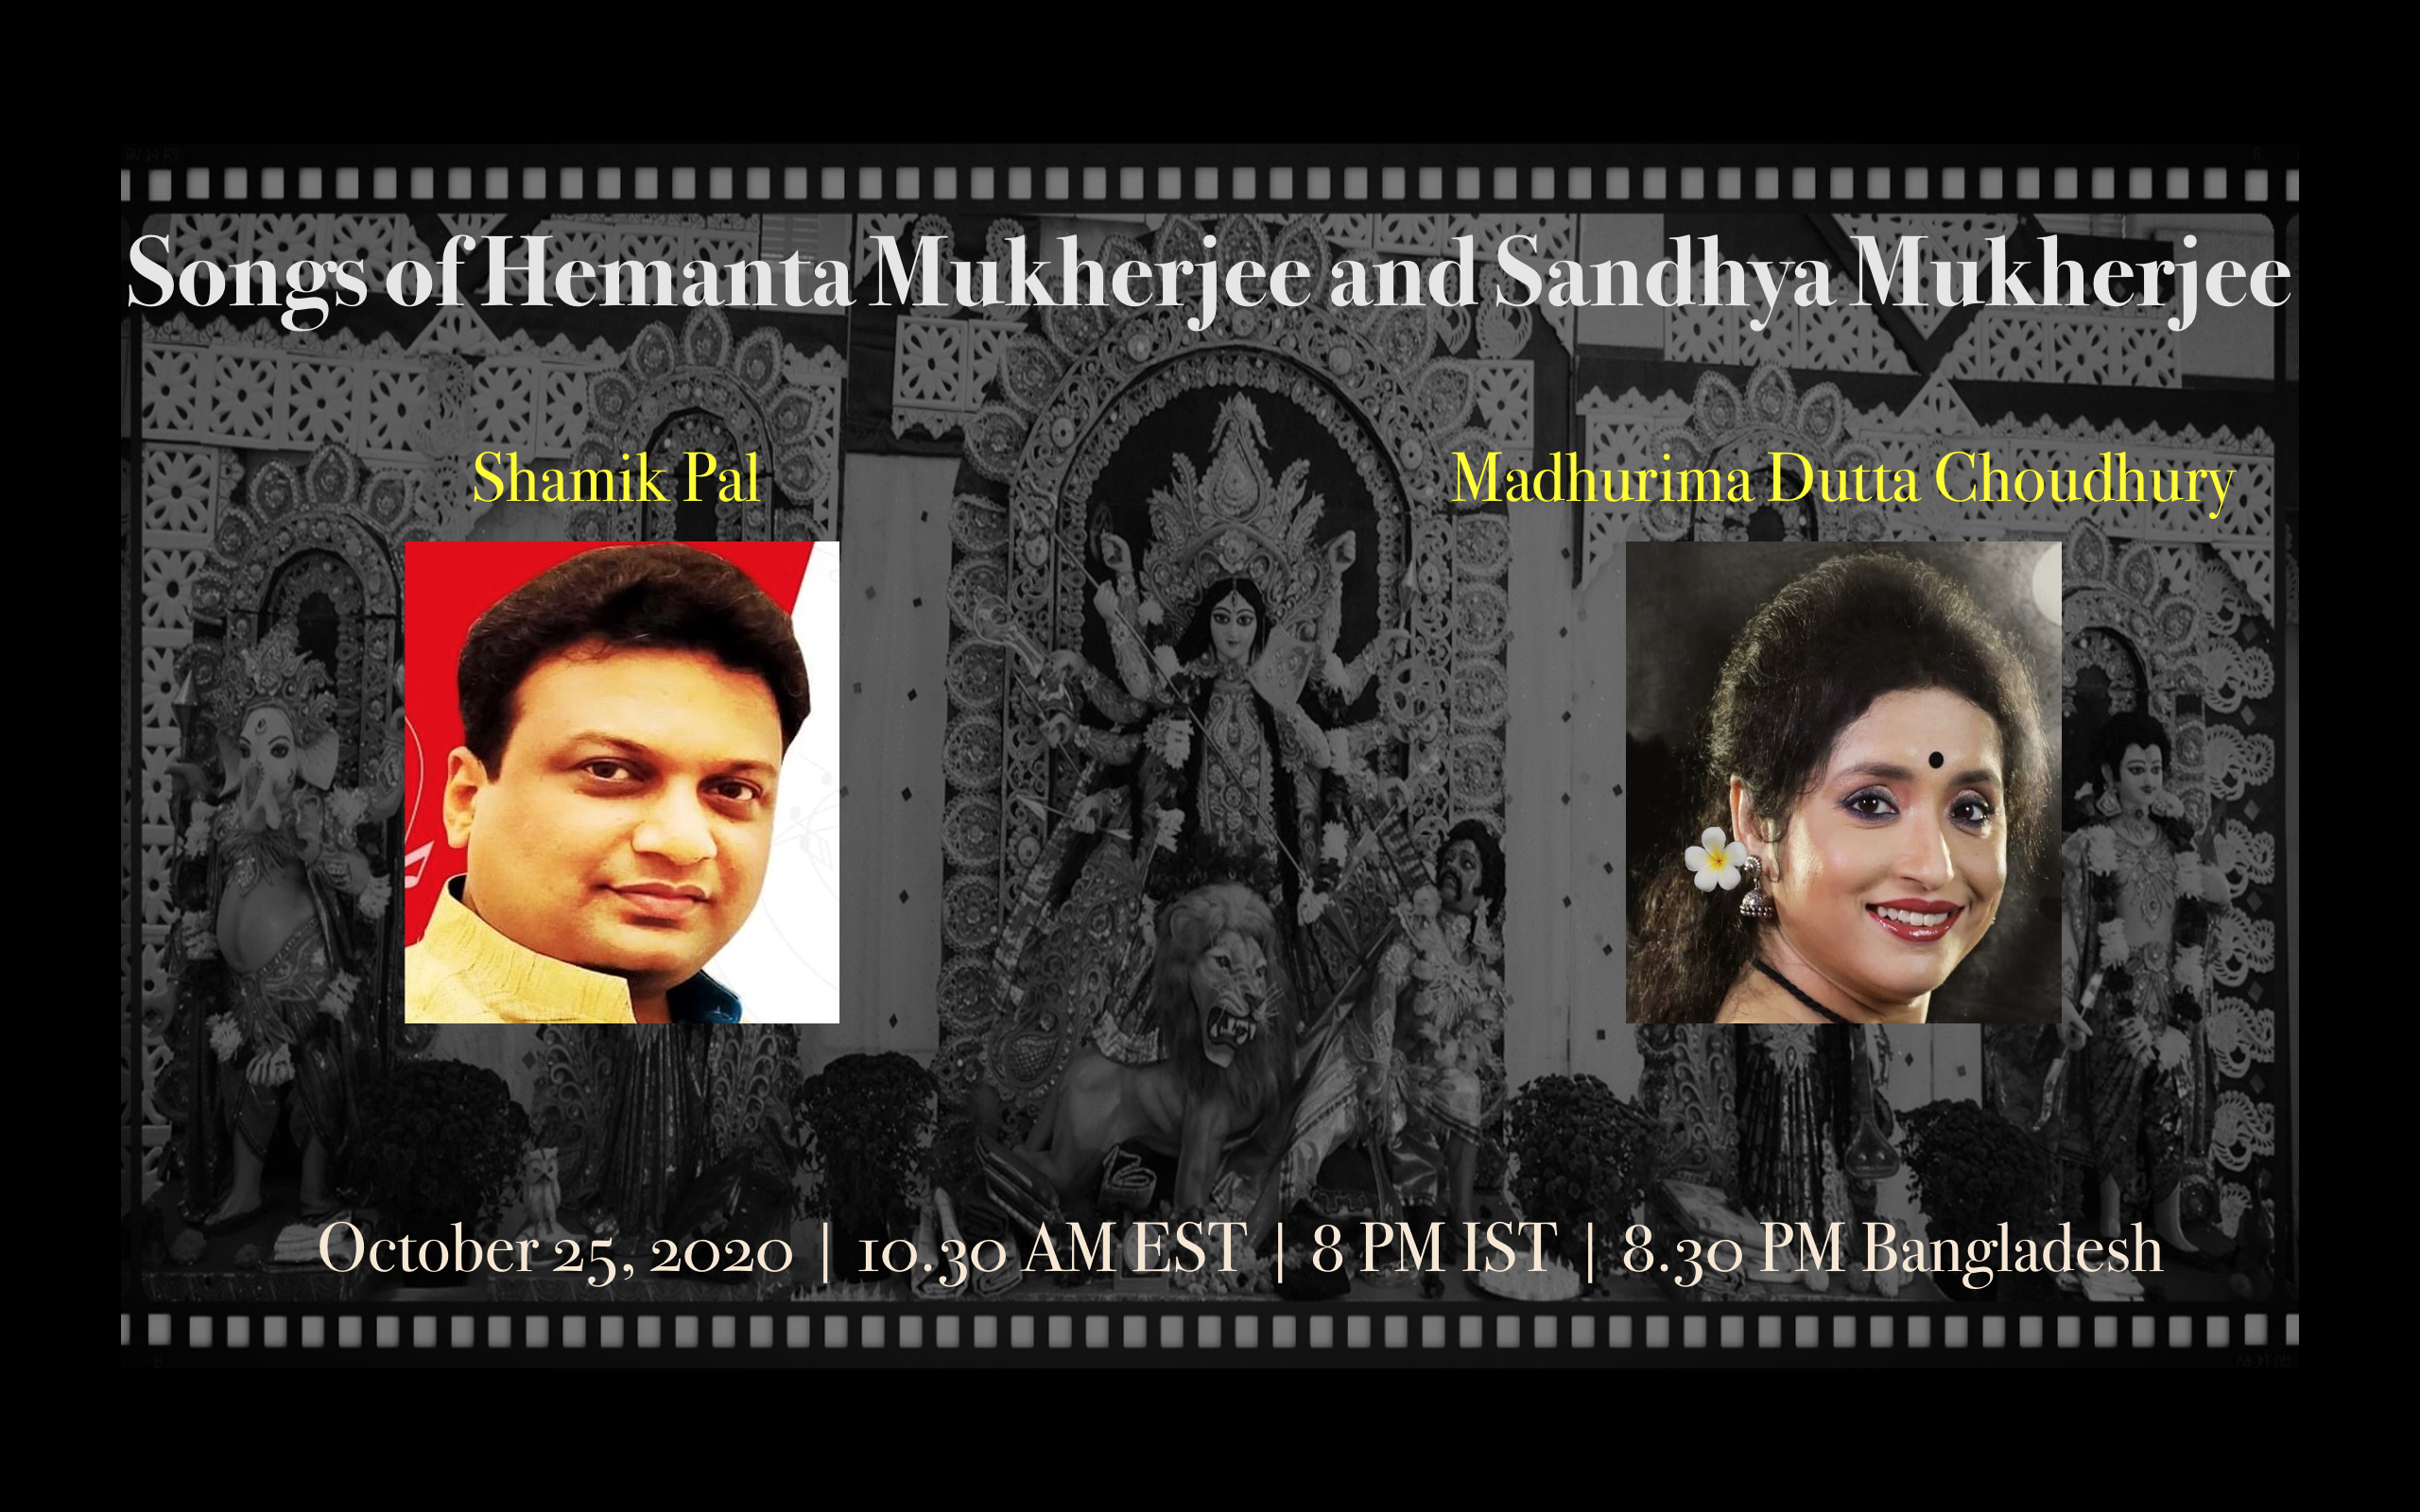 Songs of Hemanta Mukherjee and Sandhya Mukherjee
Shamik Pal
Madhurima Dutta Choudhury
October 25, 2020 | 10.30 AM EST | 8 PM IST | 8.30 PM Bangladesh